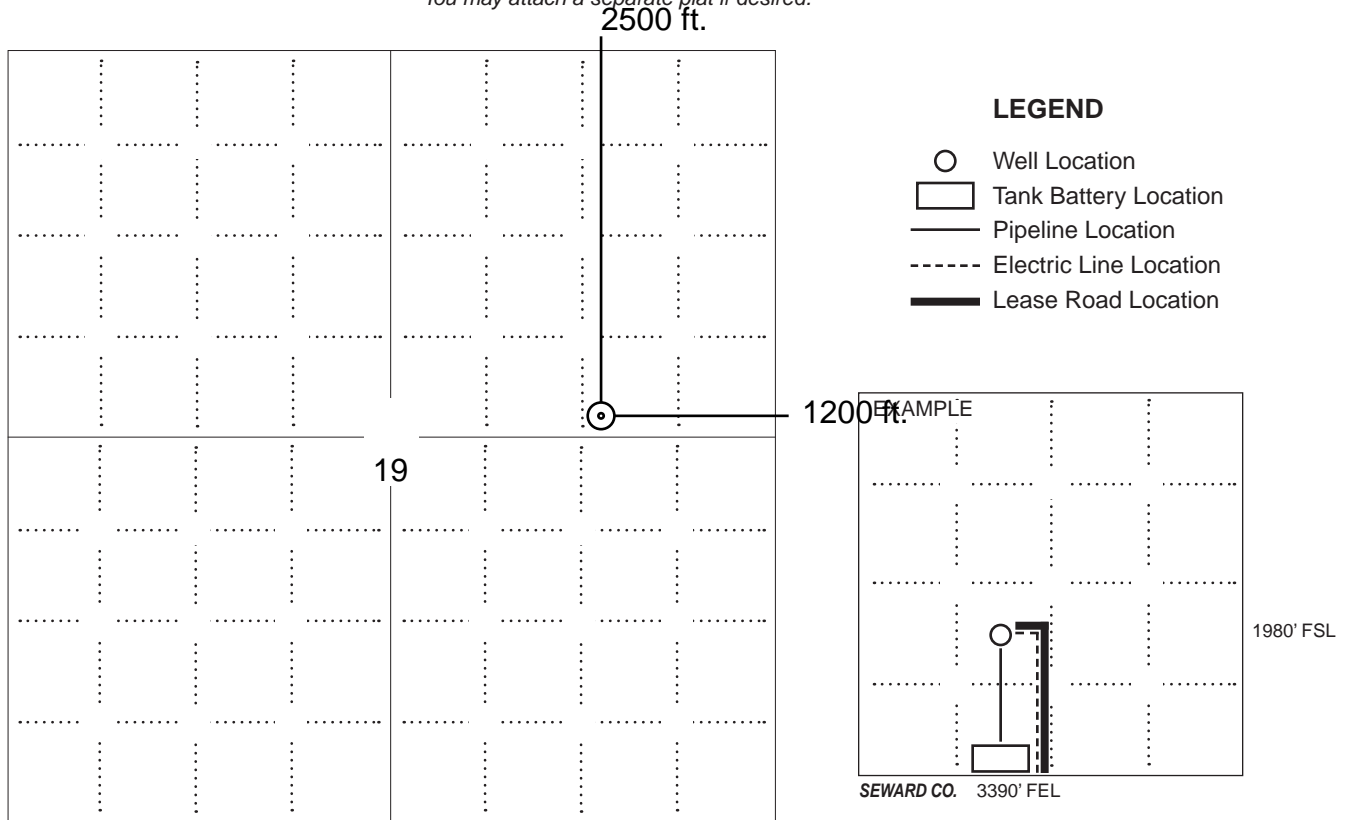 You may attach a separate plat if desired.
2500 ft.
LEGEND
Well Location
Tank Battery Location
Pipeline Location
Electric Line Location
Lease Road Location
1200 ft.
EXAMPLE
19
1980' FSL
SEWARD CO. 3390' FEL